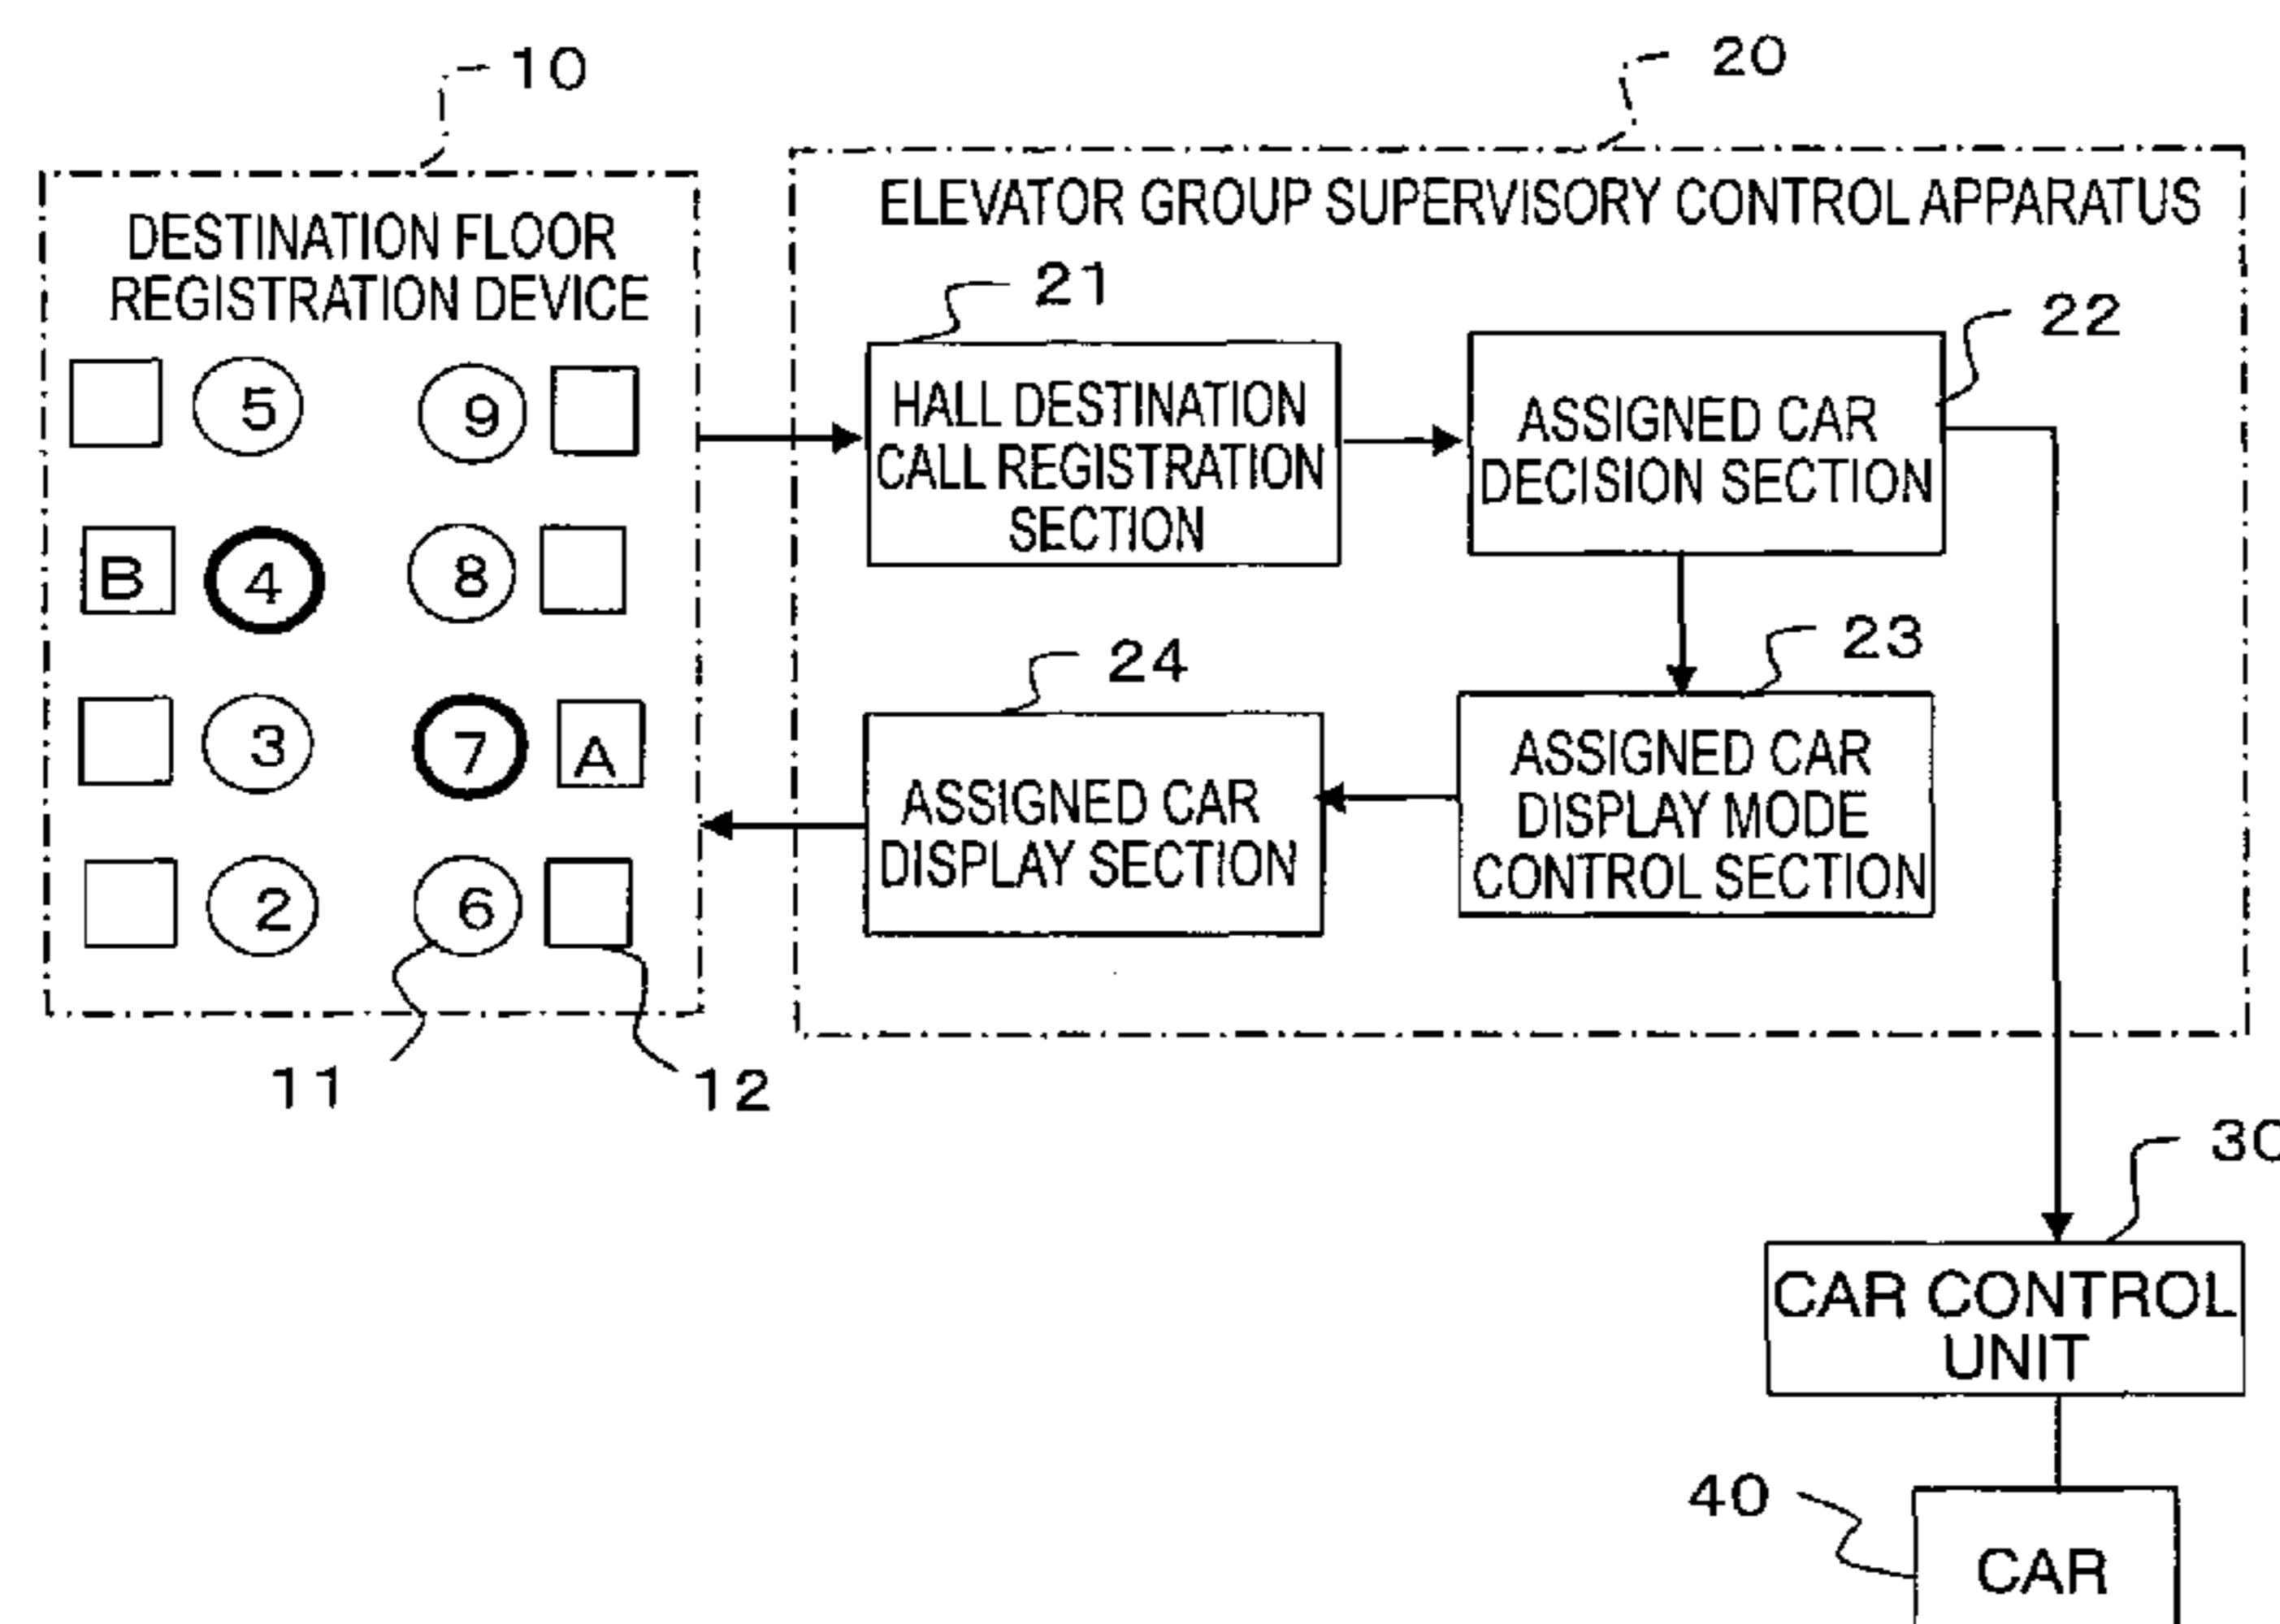 10
20
DESTINATION FLOOR
REGISTRATION DEVICE
ELEVATOR GROUP SUPERVISORY CONTROL APPARATUS
5 9
B 4 8
3 7 A
2 6
11
12
21
HALL DESTINATION
CALL REGISTRATION
SECTION
22
ASSIGNED CAR
DECISION SECTION
23
ASSIGNED CAR
DISPLAY MODE
CONTROL SECTION
24
ASSIGNED CAR
DISPLAY SECTION
30
CAR CONTROL
UNIT
40
CAR